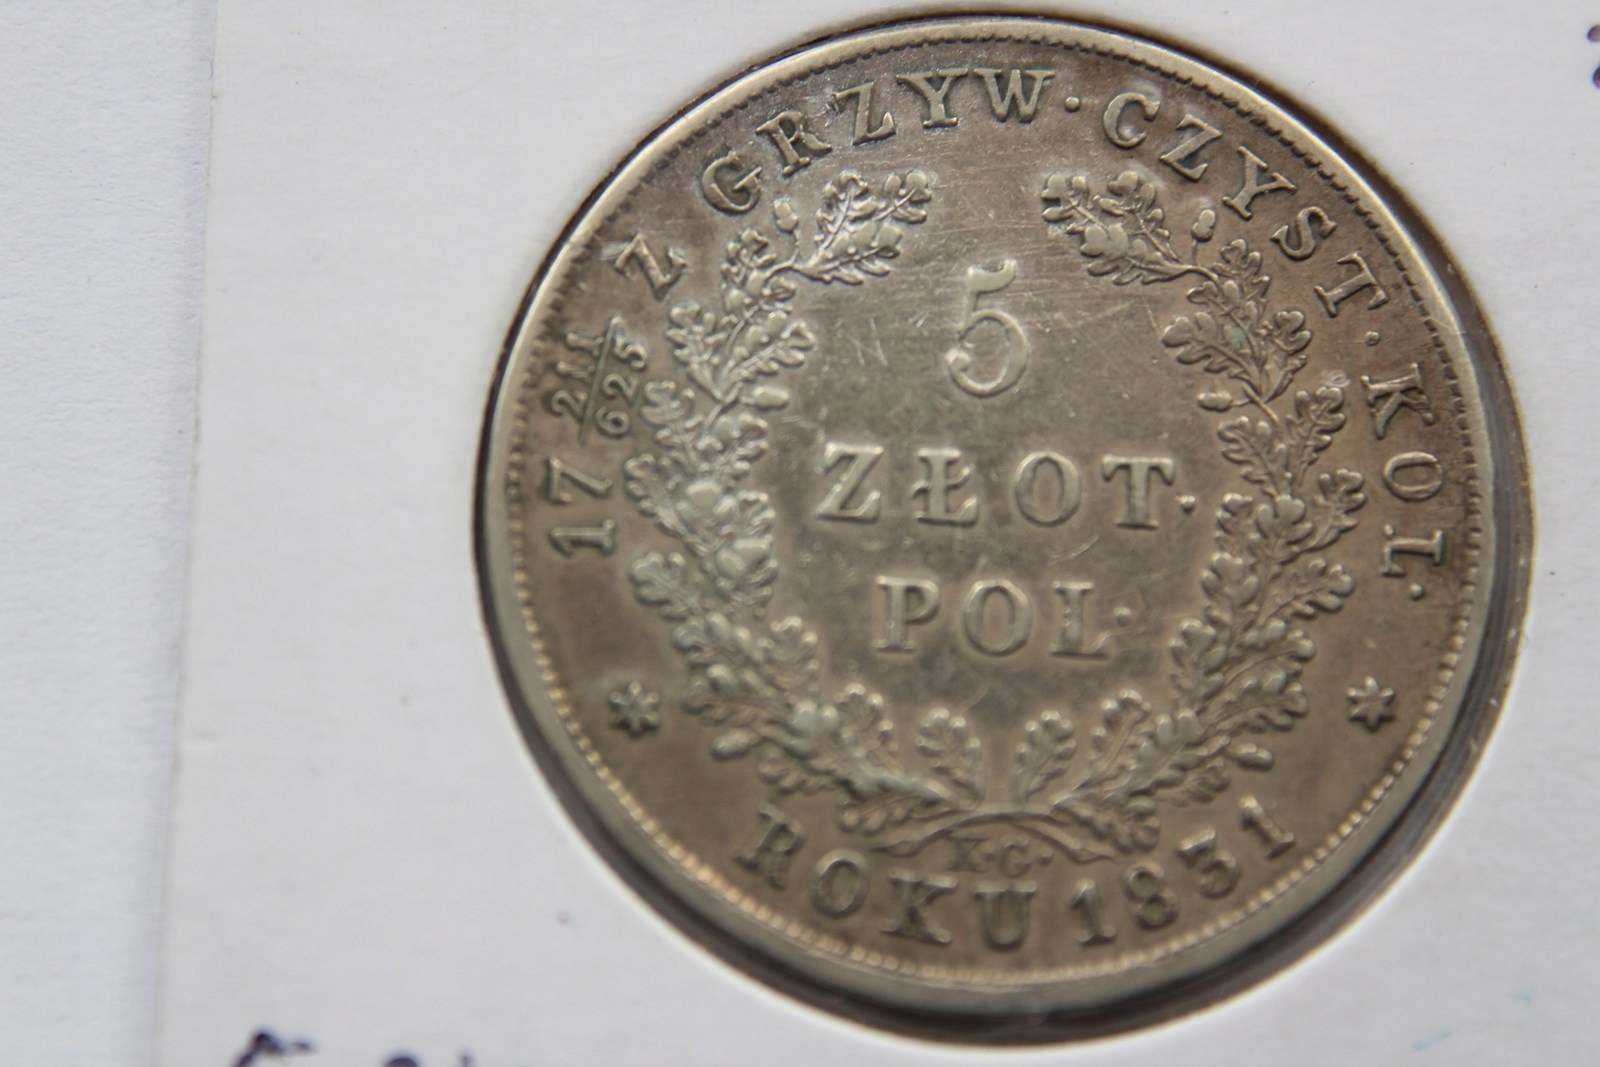 17 211/625 Z GRZYW · CZYST · KOL.
5
ZŁOT.
POL.
K·G·
ROKU 1831